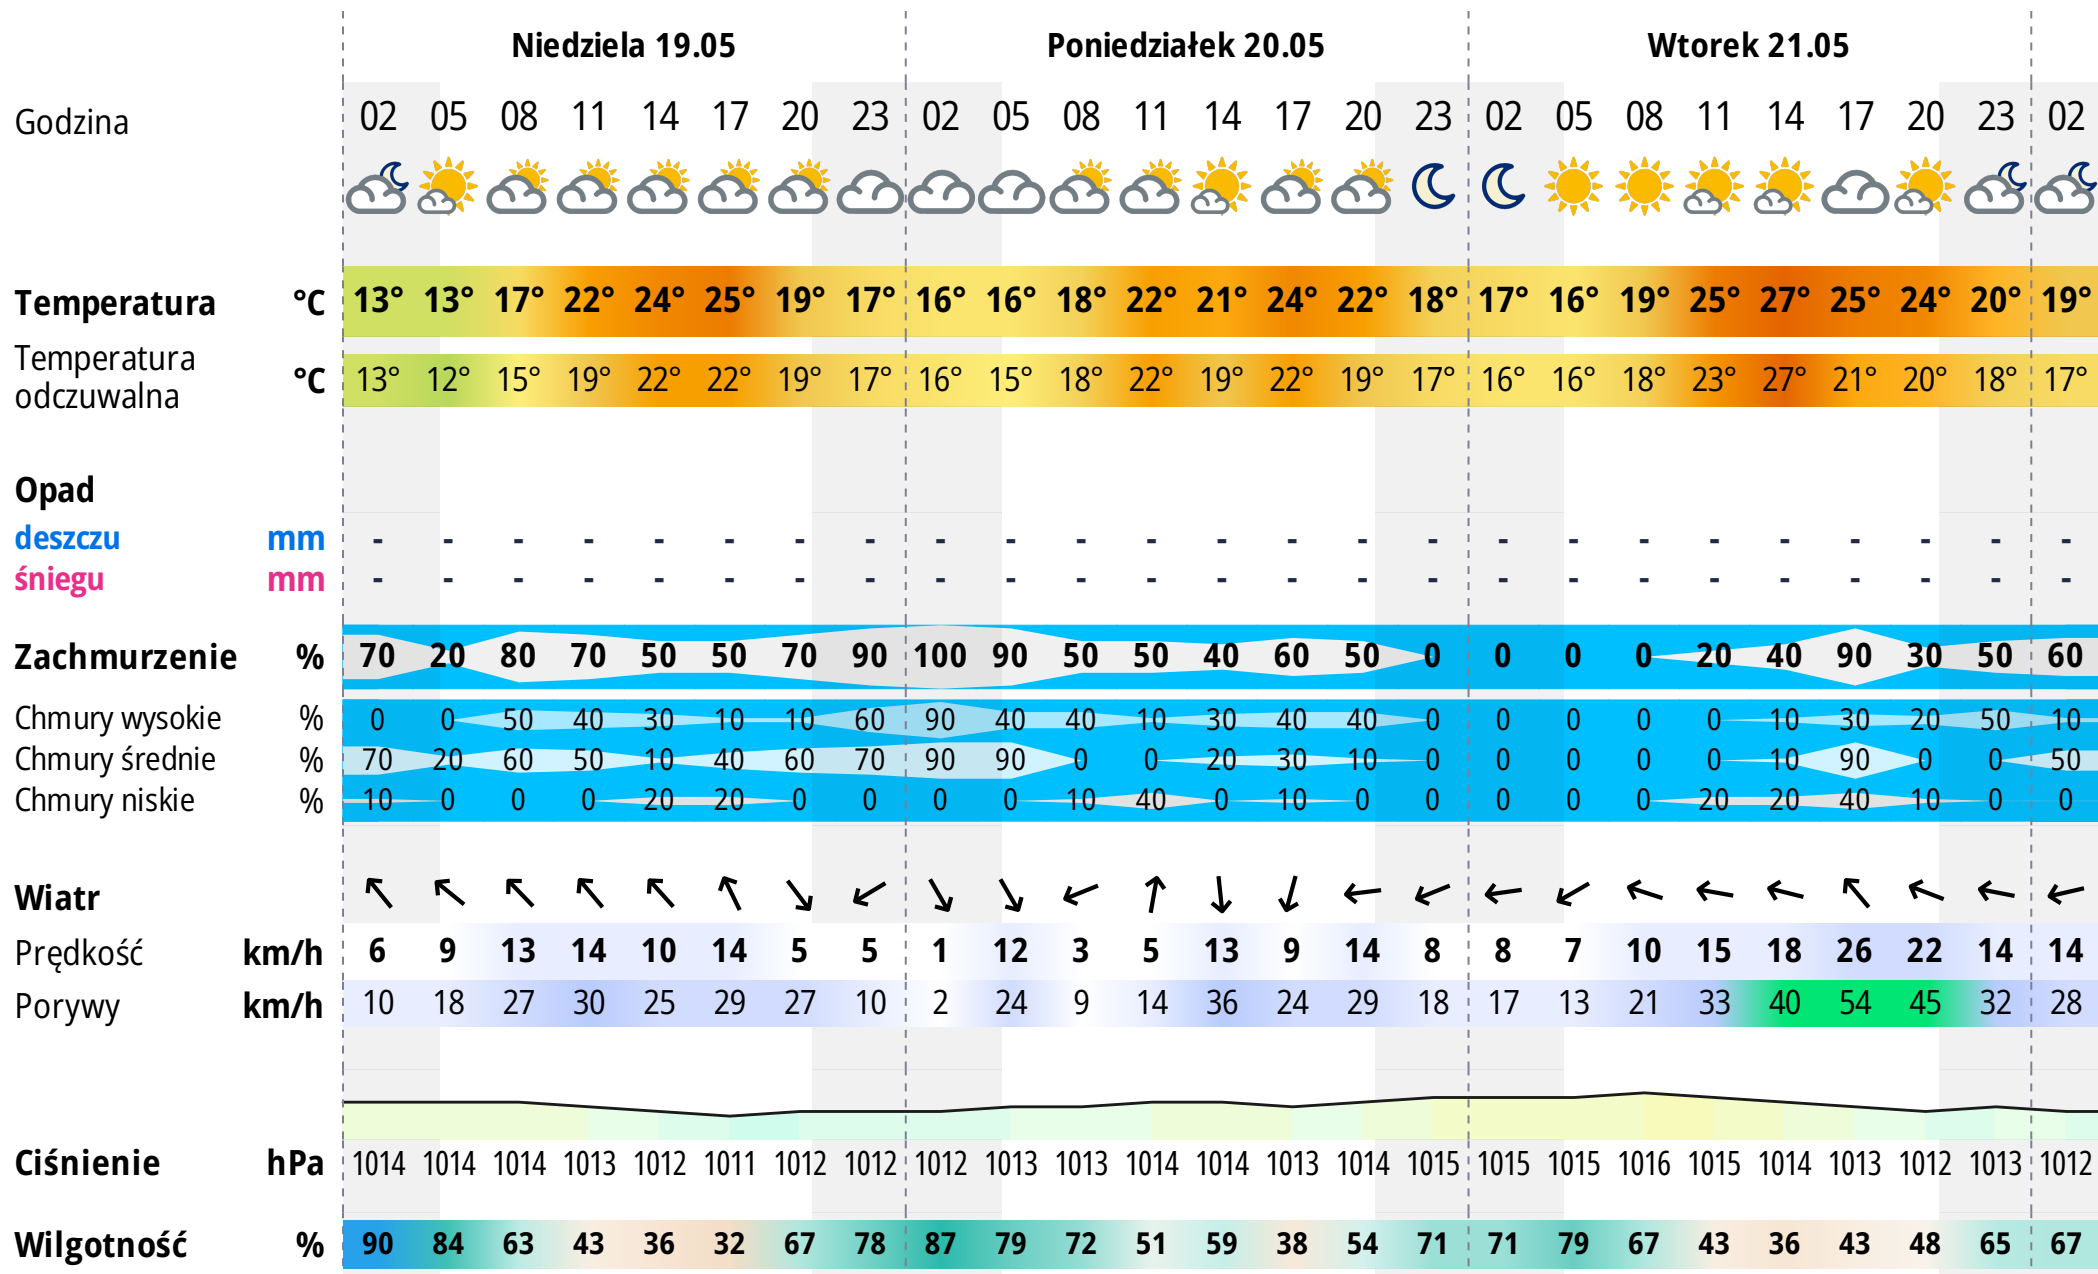 Niedziela 19.05 Poniedziałek 20.05 Wtorek 21.05
Godzina 02 05 08 11 14 17 20 23 02 05 08 11 14 17 20 23 02 05 08 11 14 17 20 23 02
Temperatura °C 13° 13° 17° 22° 24° 25° 19° 17° 16° 16° 18° 22° 21° 24° 22° 18° 17° 16° 19° 25° 27° 25° 24° 20° 19°
Temperatura
odczuwalna °C 13° 12° 15° 19° 22° 22° 19° 17° 16° 15° 18° 22° 19° 22° 19° 17° 16° 16° 18° 23° 27° 21° 20° 18° 17°
Opad
deszczu mm - - - - - - - - - - - - - - - - - - - - - - - - -
śniegu mm - - - - - - - - - - - - - - - - - - - - - - - - -
Zachmurzenie % 70 20 80 70 50 50 70 90 100 90 50 50 40 60 50 0 0 0 0 20 40 90 30 50 60
Chmury wysokie % 0 0 50 40 30 10 10 60 90 40 40 10 30 40 40 0 0 0 0 0 10 30 20 50 10
Chmury średnie % 70 20 60 50 10 40 60 70 90 90 0 0 20 30 10 0 0 0 0 0 10 90 0 0 50
Chmury niskie % 10 0 0 0 20 20 0 0 0 0 10 40 0 10 0 0 0 0 0 20 20 40 10 0 0
Wiatr
Prędkość km/h 6 9 13 14 10 14 5 5 1 12 3 5 13 9 14 8 8 7 10 15 18 26 22 14 14
Porywy km/h 10 18 27 30 25 29 27 10 2 24 9 14 36 24 29 18 17 13 21 33 40 54 45 32 28
Ciśnienie hPa 1014 1014 1014 1013 1012 1011 1012 1012 1012 1013 1013 1014 1014 1013 1014 1015 1015 1015 1016 1015 1014 1013 1012 1013 1012
Wilgotność % 90 84 63 43 36 32 67 78 87 79 72 51 59 38 54 71 71 79 67 43 36 43 48 65 67